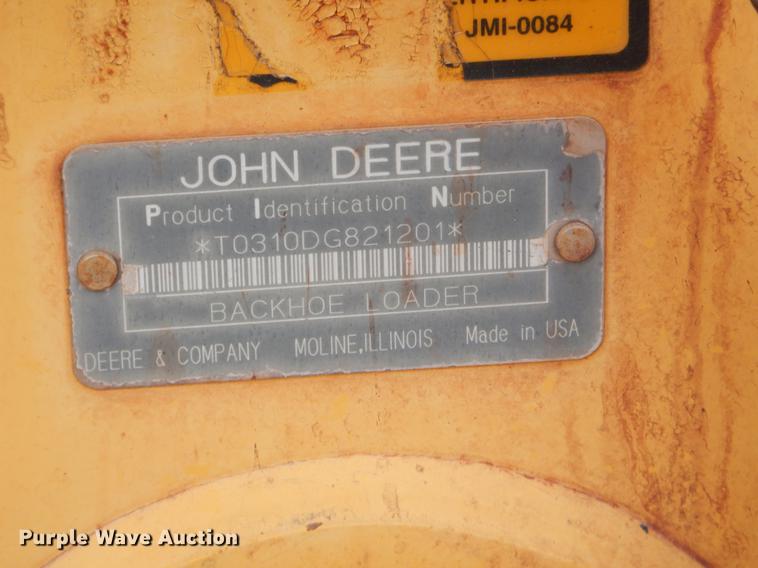 JMI-0084
JOHN DEERE
Product Identification Number
*T0310DG821201*
BACKHOE LOADER
DEERE & COMPANY MOLINE, ILLINOIS Made in USA
Purple Wave Auction